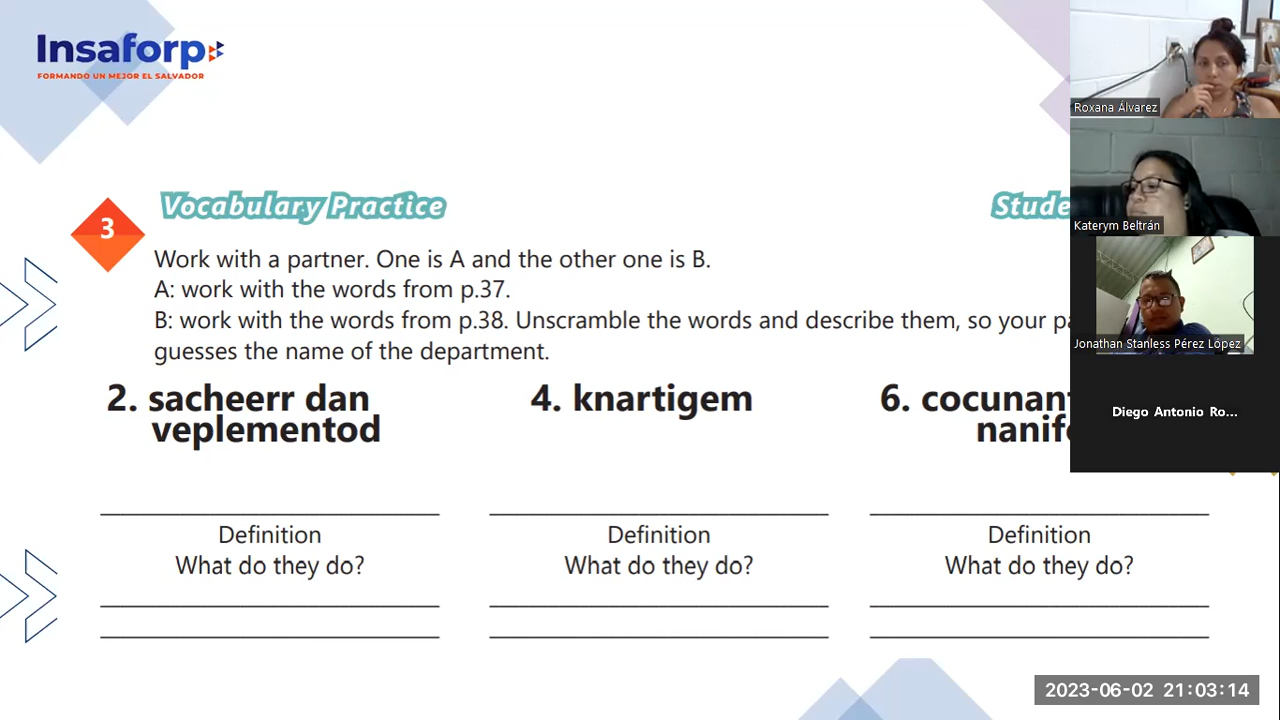 Insaforp
FORMANDO UN MEJOR EL SALVADOR
3
Vocabulary Practice
Work with a partner. One is A and the other one is B.
A: work with the words from p.37.
B: work with the words from p.38. Unscramble the words and describe them, so your
guesses the name of the department.
2. sacheerr dan
veplementod
4. knartigem
6.
Definition
What do they do?
Definition
What do they do?
Definition
What do they do?
Roxana Álvarez
Katerym Beltrán
Jonathan Stanless Pérez López
Diego Antonio Ro...
2023-06-02 21:03:14